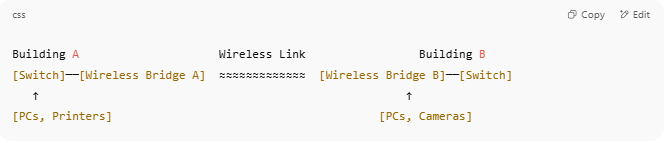 css Copy Edit
Building A Wireless Link Building B
[Switch]──[Wireless Bridge A] ≈≈≈≈≈≈≈≈≈≈≈≈≈ [Wireless Bridge B]──[Switch]
↑ ↑
[PCs, Printers] [PCs, Cameras]